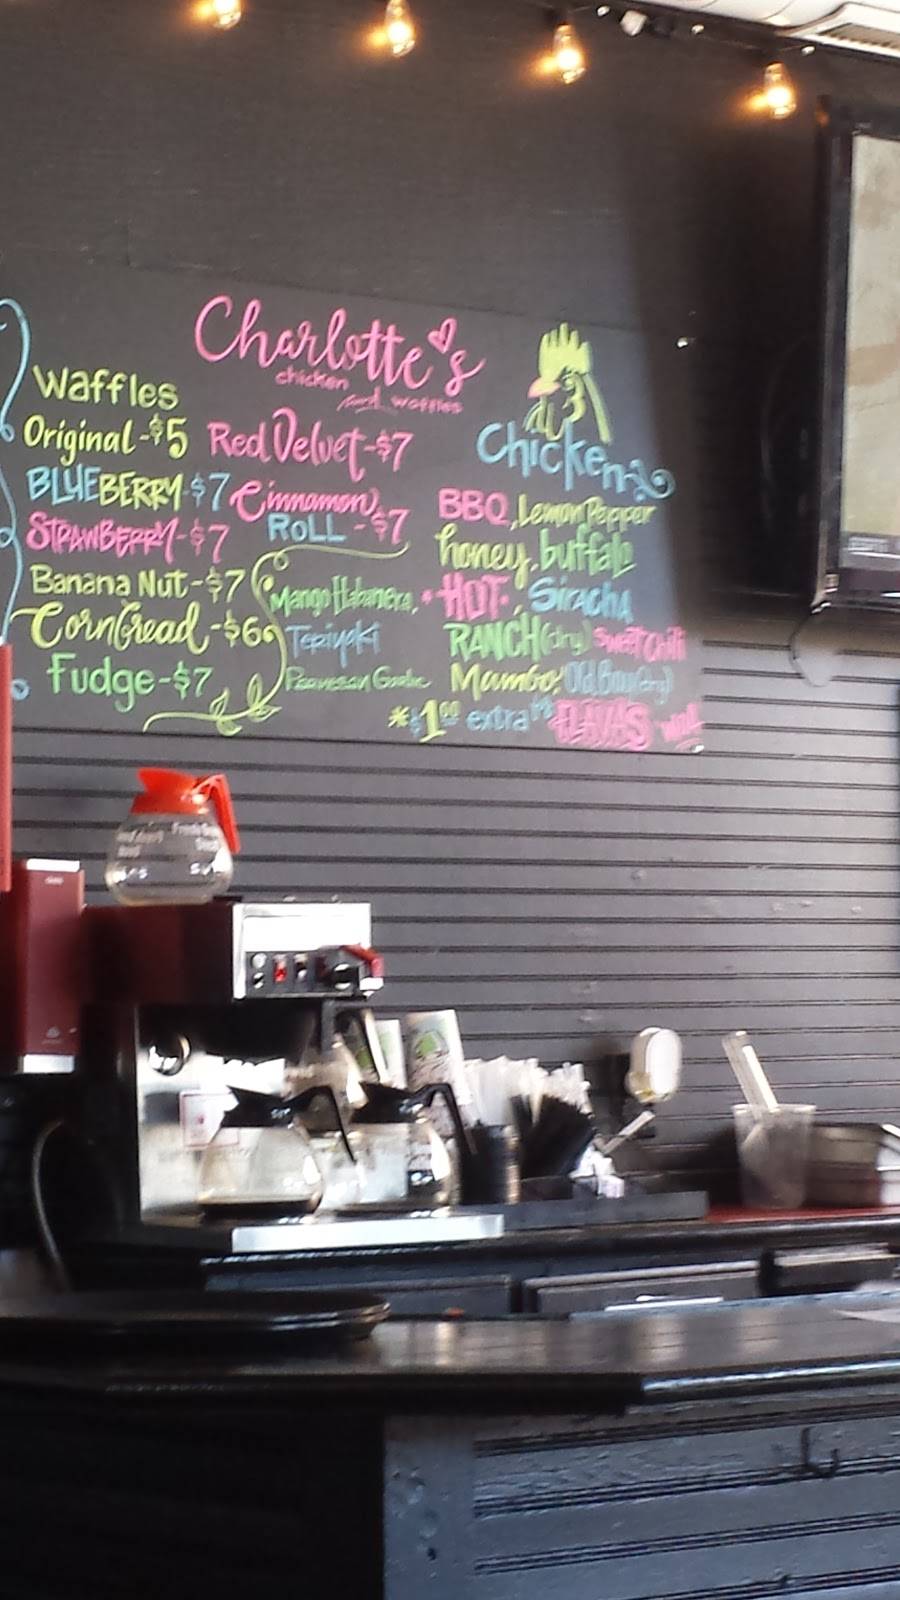 Charlotte's
chicken
and waffles
Waffles
Original-$5
BLUEBERRY-$7
STRAWBERRY-$7
Banana Nut-$7
CornBread-$6
Fudge-$7
Red Velvet-$7
Cinnamon
ROLL-$7
Chicken
BBQ, Lemon Pepper
honey, buffalo
Mango Habanero, HOT, Siracha
Teriyaki RANCH(dry) Sweet Chili
Parmesan Garlic Mambo, Old Bay(dry)
*$1.00 extra FLAVAS